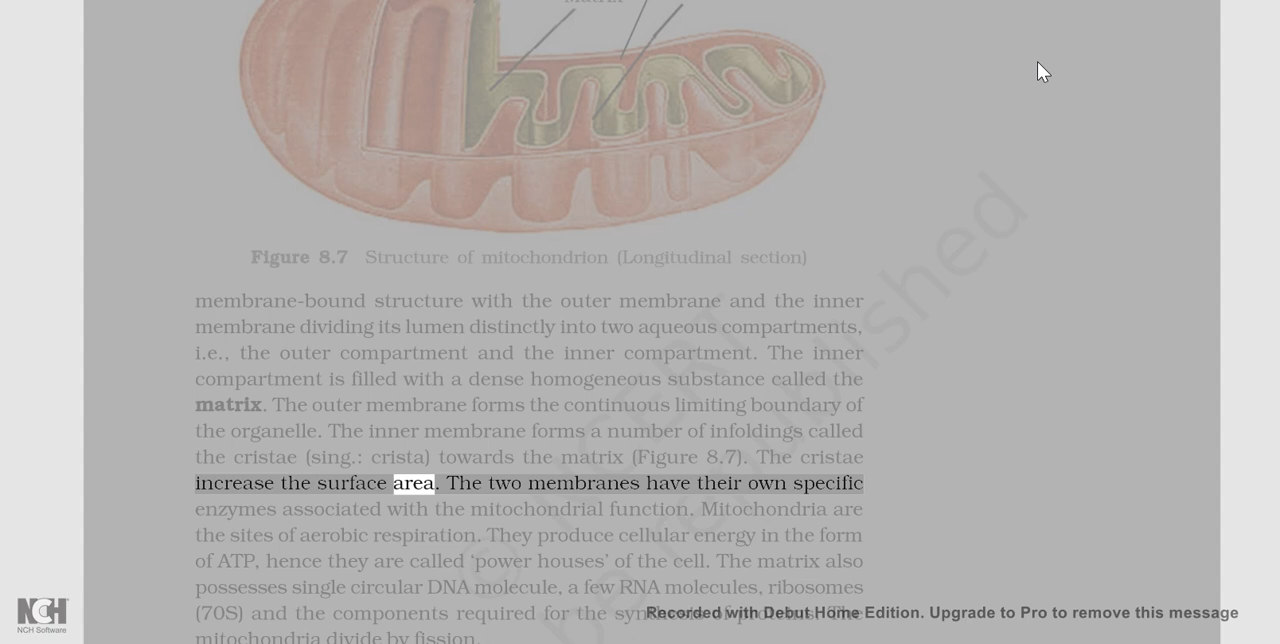 Matrix
Figure 8.7 Structure of mitochondrion (Longitudinal section)
membrane-bound structure with the outer membrane and the inner
membrane dividing its lumen distinctly into two aqueous compartments,
i.e., the outer compartment and the inner compartment. The inner
compartment is filled with a dense homogeneous substance called the
matrix. The outer membrane forms the continuous limiting boundary of
the organelle. The inner membrane forms a number of infoldings called
the cristae (sing.: crista) towards the matrix (Figure 8.7). The cristae
increase the surface area. The two membranes have their own specific
enzymes associated with the mitochondrial function. Mitochondria are
the sites of aerobic respiration. They produce cellular energy in the form
of ATP, hence they are called ‘power houses’ of the cell. The matrix also
possesses single circular DNA molecule, a few RNA molecules, ribosomes
(70S) and the components required for the synthesis of proteins. The
mitochondria divide by fission.
© NCERT
be republished
NCH
NCH Software
Recorded with Debut Home Edition. Upgrade to Pro to remove this message